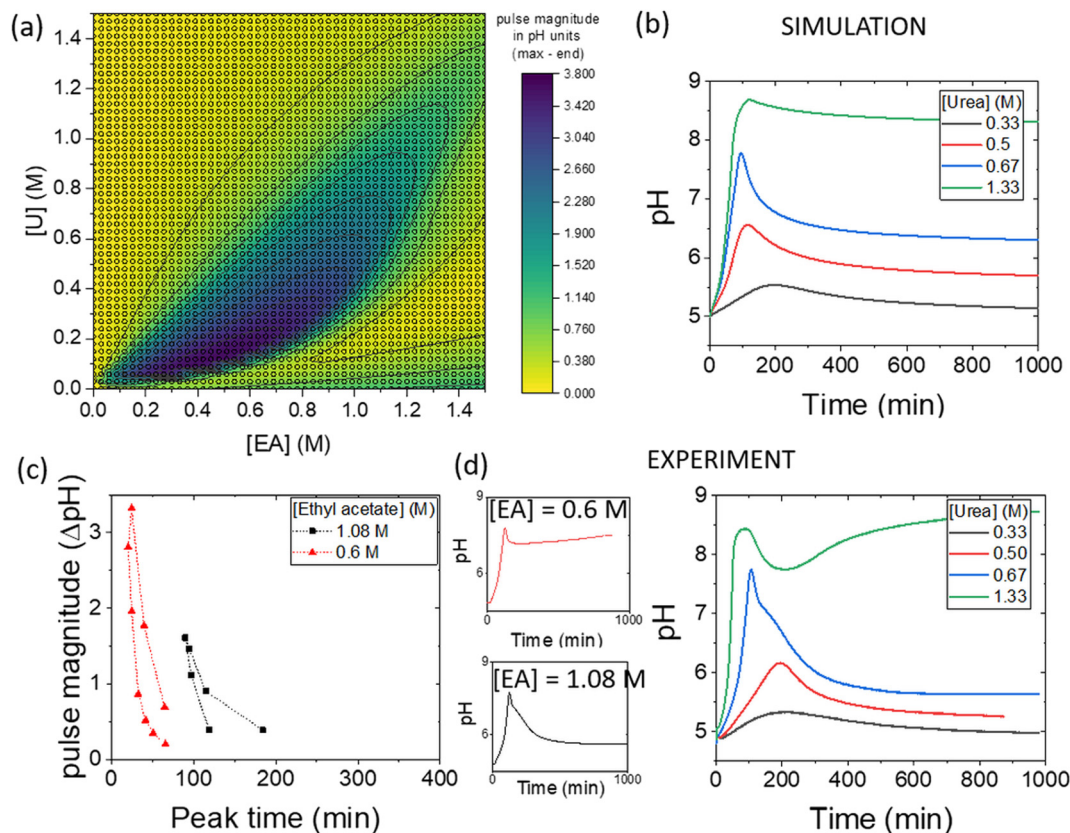 (a)
pulse magnitude
in pH units
(max - end)
1.4
1.2
1.0
0.8
0.6
0.4
0.2
0.0
[U] (M)
0.0 0.2 0.4 0.6 0.8 1.0 1.2 1.4
[EA] (M)
3.800
3.420
3.040
2.660
2.280
1.900
1.520
1.140
0.760
0.380
0.000
(b)
SIMULATION
9
8
7
6
5
pH
[Urea] (M)
0.33
0.5
0.67
1.33
0 200 400 600 800 1000
Time (min)
(c)
pulse magnitude (ΔpH)
3
2
1
0
[Ethyl acetate] (M)
1.08 M
0.6 M
0 100 200 300 400
Peak time (min)
(d)
EXPERIMENT
9
[EA] = 0.6 M
pH
6
0 1000
Time (min)
9
[EA] = 1.08 M
pH
6
0 1000
Time (min)
9
8
7
6
5
pH
[Urea] (M)
0.33
0.50
0.67
1.33
0 200 400 600 800 1000
Time (min)